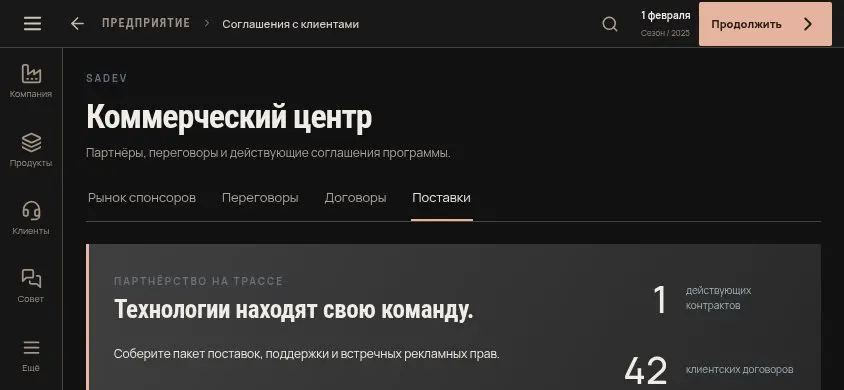 ПРЕДПРИЯТИЕ
Соглашения с клиентами
1 февраля
Сезон / 2025
Продолжить
Компания
Продукты
Клиенты
Совет
Ещё
SADEV
Коммерческий центр
Партнёры, переговоры и действующие соглашения программы.
Рынок спонсоров
Переговоры
Договоры
Поставки
ПАРТНЁРСТВО НА ТРАССЕ
Технологии находят свою команду.
Соберите пакет поставок, поддержки и встречных рекламных прав.
1
действующих
контрактов
42
клиентских договоров